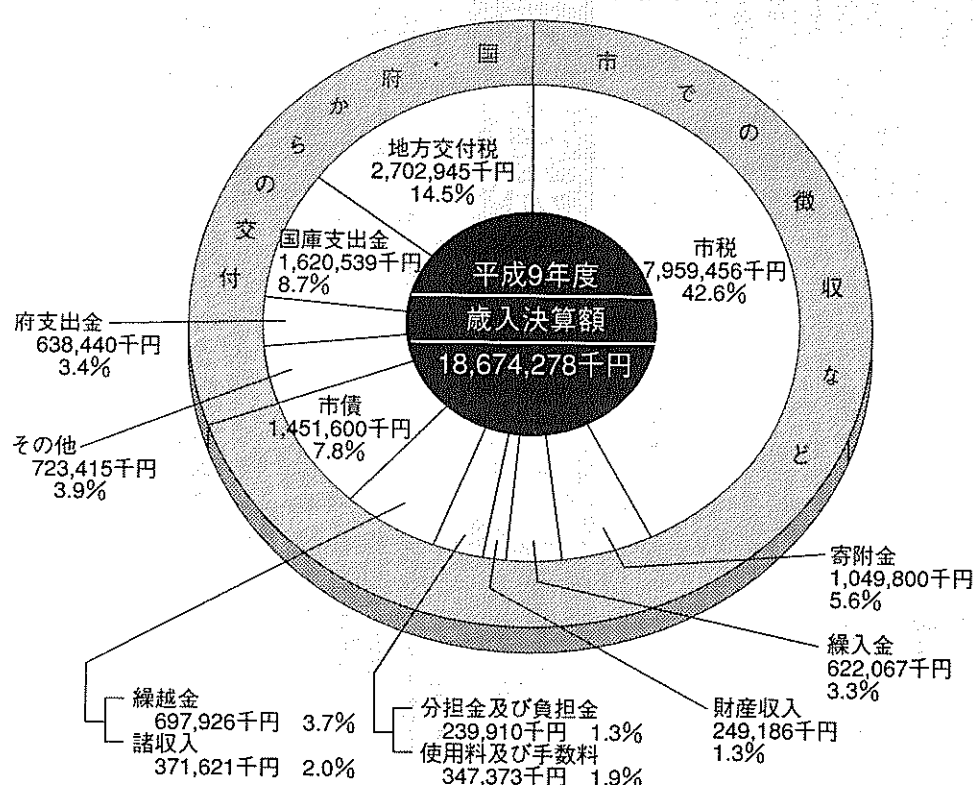 国・府からの交付
市での徴収など
平成9年度
歳入決算額
18,674,278千円
市税
7,959,456千円
42.6%
寄附金
1,049,800千円
5.6%
繰入金
622,067千円
3.3%
財産収入
249,186千円
1.3%
分担金及び負担金
239,910千円 1.3%
使用料及び手数料
347,373千円 1.9%
繰越金
697,926千円 3.7%
諸収入
371,621千円 2.0%
市債
1,451,600千円
7.8%
その他
723,415千円
3.9%
府支出金
638,440千円
3.4%
国庫支出金
1,620,539千円
8.7%
地方交付税
2,702,945千円
14.5%